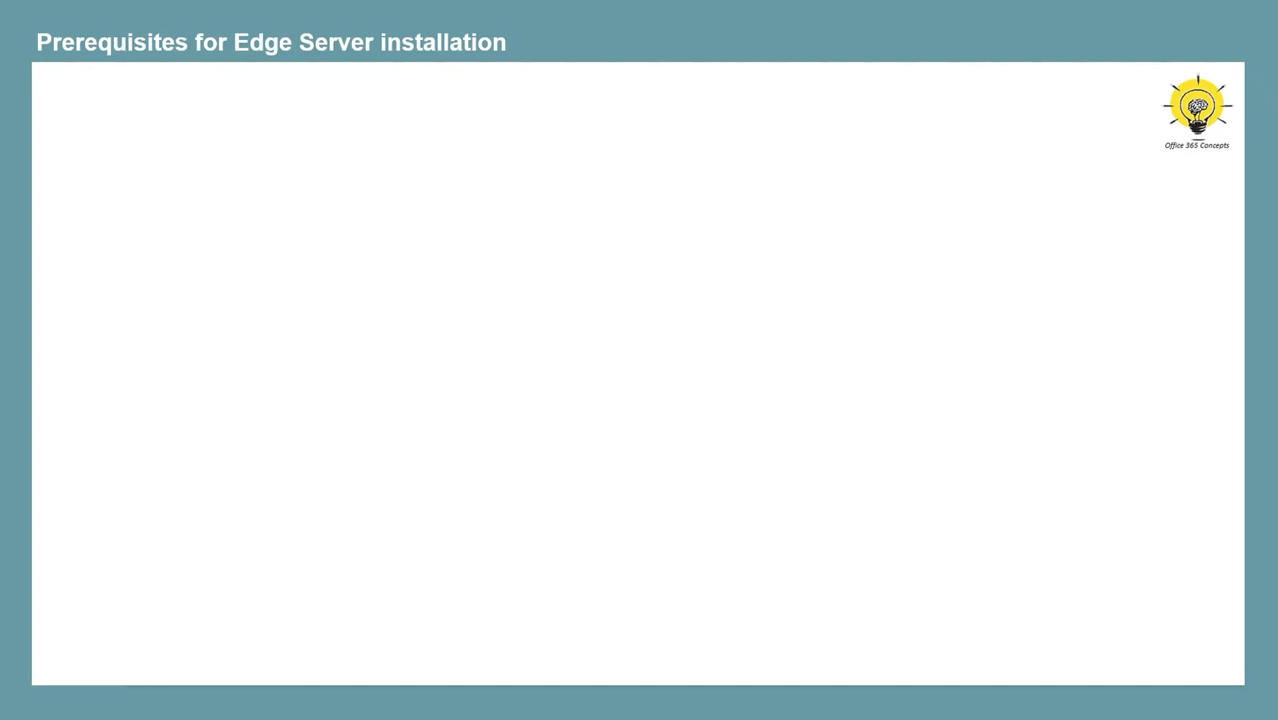 Prerequisites for Edge Server installation
Office 365 Concepts